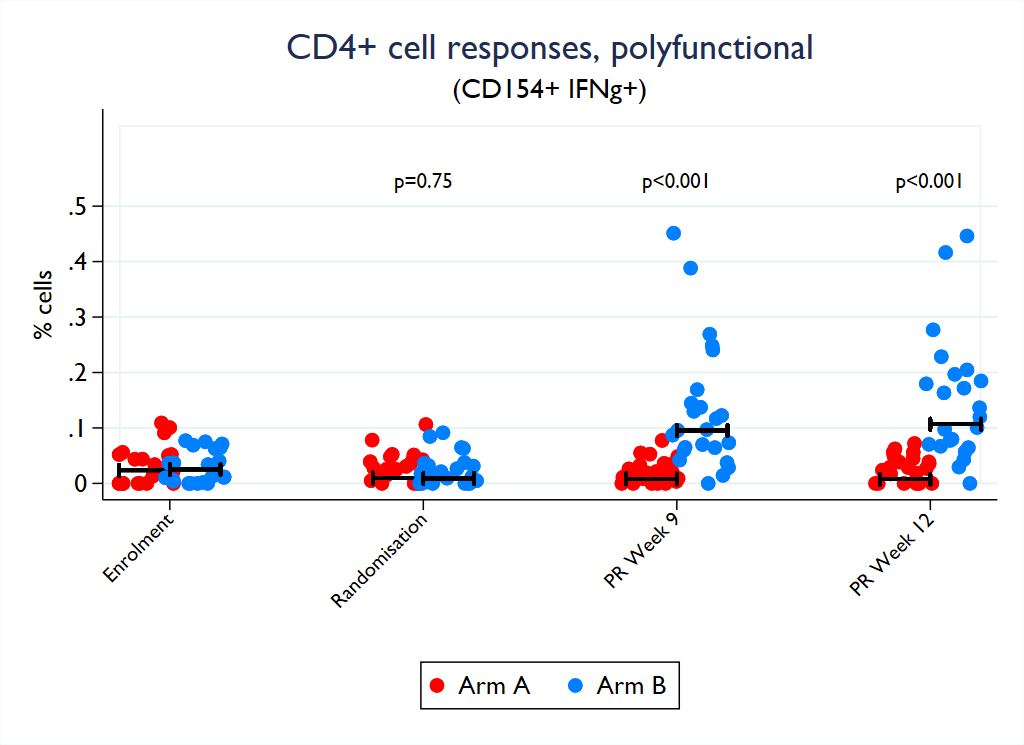 CD4+ cell responses, polyfunctional
(CD154+ IFNg+)
p=0.75
p<0.001
p<0.001
% cells
.5
.4
.3
.2
.1
0
Enrolment
Randomisation
PR Week 9
PR Week 12
Arm A
Arm B